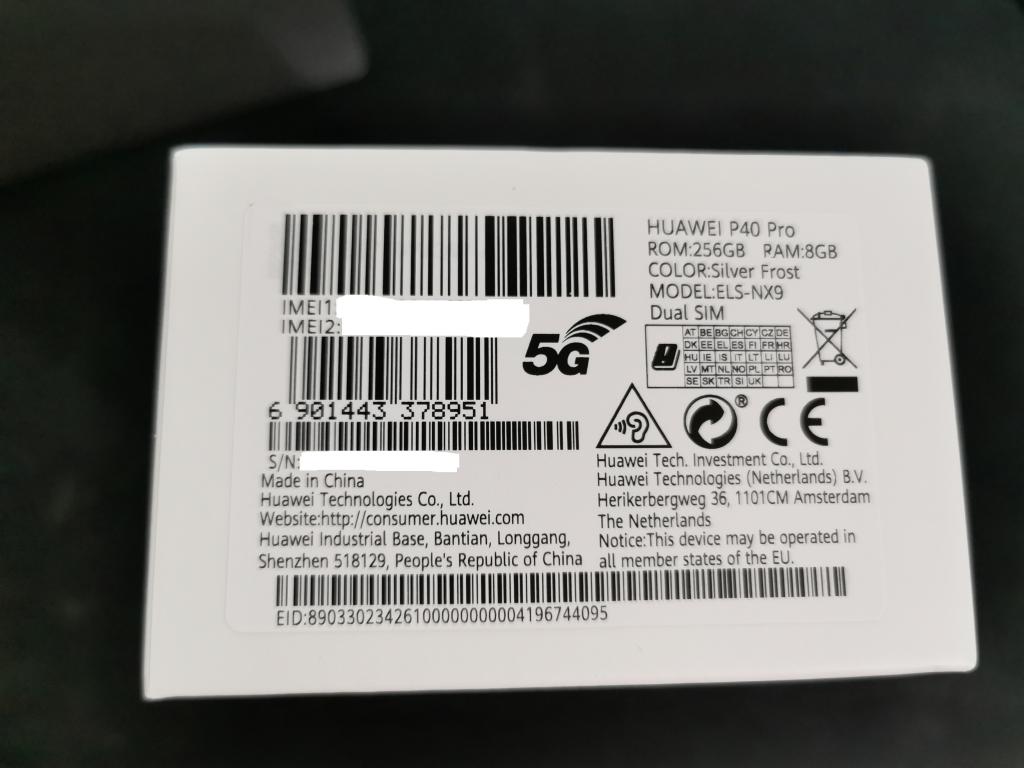 HUAWEI P40 Pro
ROM:256GB RAM:8GB
COLOR:Silver Frost
MODEL:ELS-NX9
Dual SIM
IMEI1:
IMEI2:
5G
AT BE BG CH CY CZ DE
DK EE EL ES FI FR HR
HU IE IS IT LT LI LU
LV MT NL NO PL PT RO
SE SK TR SI UK
6 901443 378951
S/N:
®
CE
Made in China
Huawei Technologies Co., Ltd.
Website:http://consumer.huawei.com
Huawei Industrial Base, Bantian, Longgang,
Shenzhen 518129, People's Republic of China
Huawei Tech. Investment Co., Ltd.
Huawei Technologies (Netherlands) B.V.
Herikerbergweg 36, 1101CM Amsterdam
The Netherlands
Notice:This device may be operated in
all member states of the EU.
EID:89033023426100000000004196744095